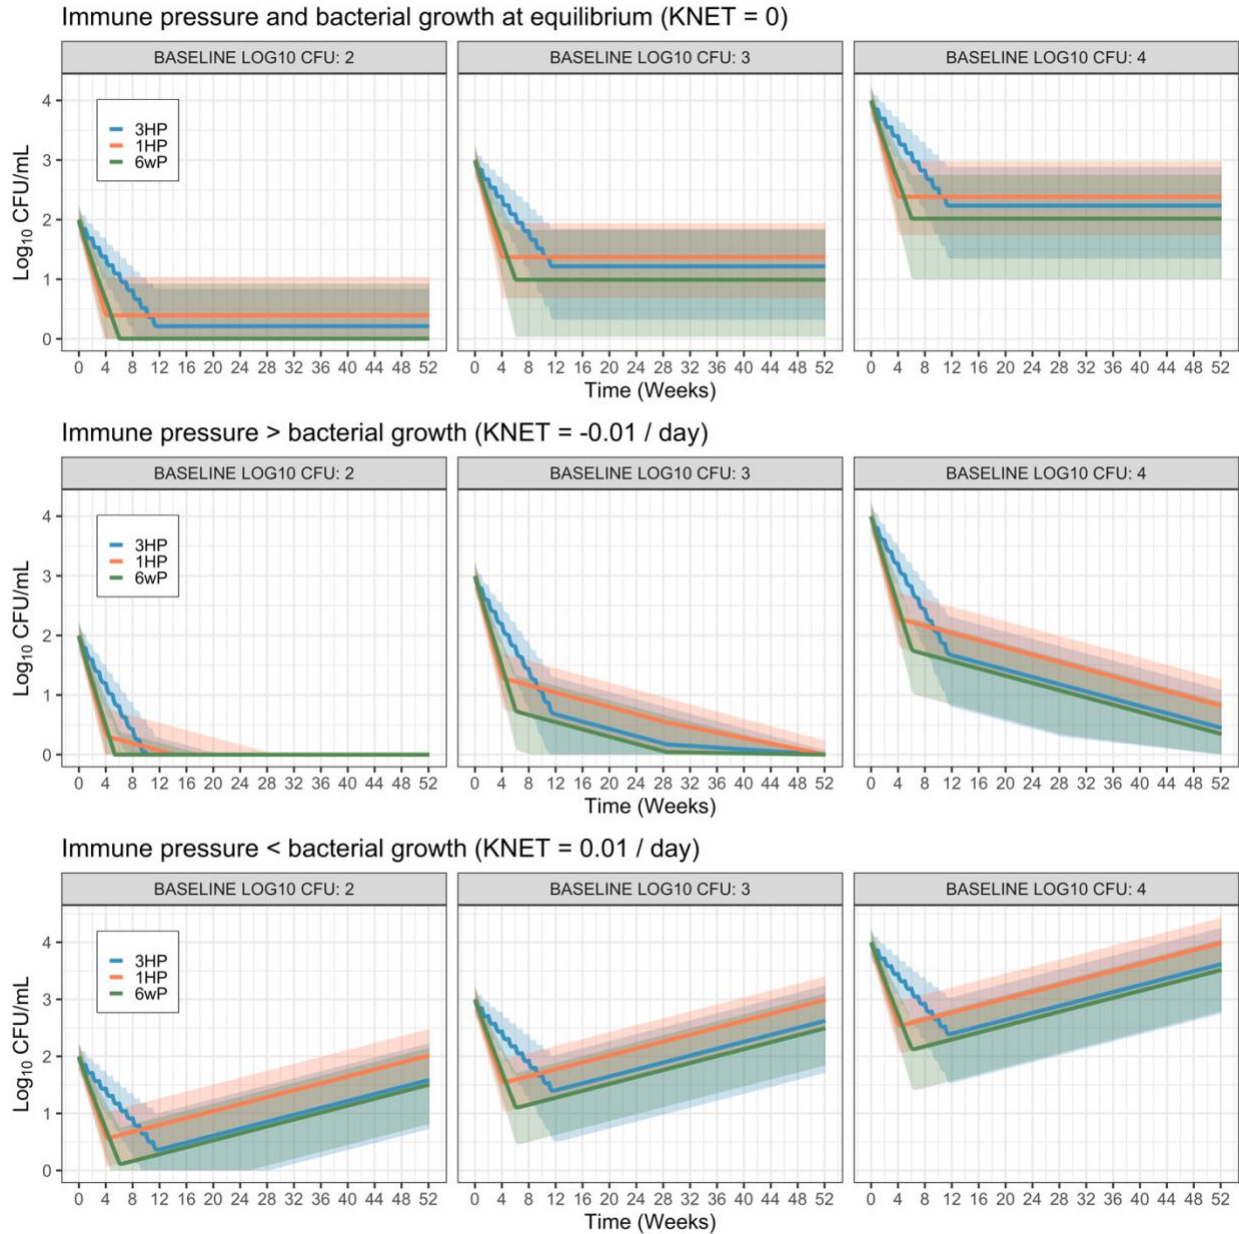 Immune pressure and bacterial growth at equilibrium (KNET = 0)
BASELINE LOG10 CFU: 2
BASELINE LOG10 CFU: 3
BASELINE LOG10 CFU: 4
Log₁₀ CFU/mL
4
3
2
1
0
3HP
1HP
6wP
0 4 8 12 16 20 24 28 32 36 40 44 48 52
0 4 8 12 16 20 24 28 32 36 40 44 48 52
0 4 8 12 16 20 24 28 32 36 40 44 48 52
Time (Weeks)
Immune pressure > bacterial growth (KNET = -0.01 / day)
BASELINE LOG10 CFU: 2
BASELINE LOG10 CFU: 3
BASELINE LOG10 CFU: 4
Log₁₀ CFU/mL
4
3
2
1
0
3HP
1HP
6wP
0 4 8 12 16 20 24 28 32 36 40 44 48 52
0 4 8 12 16 20 24 28 32 36 40 44 48 52
0 4 8 12 16 20 24 28 32 36 40 44 48 52
Time (Weeks)
Immune pressure < bacterial growth (KNET = 0.01 / day)
BASELINE LOG10 CFU: 2
BASELINE LOG10 CFU: 3
BASELINE LOG10 CFU: 4
Log₁₀ CFU/mL
4
3
2
1
0
3HP
1HP
6wP
0 4 8 12 16 20 24 28 32 36 40 44 48 52
0 4 8 12 16 20 24 28 32 36 40 44 48 52
0 4 8 12 16 20 24 28 32 36 40 44 48 52
Time (Weeks)